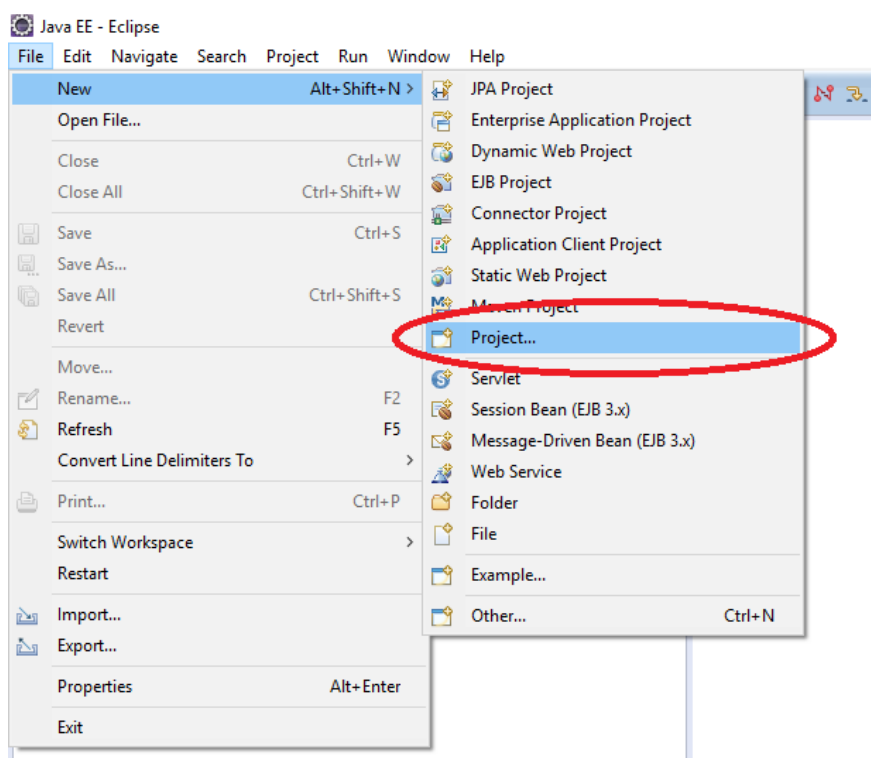 Java EE - Eclipse
File Edit Navigate Search Project Run Window Help
New Alt+Shift+N >
Open File...
Close Ctrl+W
Close All Ctrl+Shift+W
Save Ctrl+S
Save As...
Save All Ctrl+Shift+S
Revert
Move...
Rename... F2
Refresh F5
Convert Line Delimiters To >
Print... Ctrl+P
Switch Workspace >
Restart
Import...
Export...
Properties Alt+Enter
Exit
JPA Project
Enterprise Application Project
Dynamic Web Project
EJB Project
Connector Project
Application Client Project
Static Web Project
Maven Project
Project...
Servlet
Session Bean (EJB 3.x)
Message-Driven Bean (EJB 3.x)
Web Service
Folder
File
Example...
Other... Ctrl+N